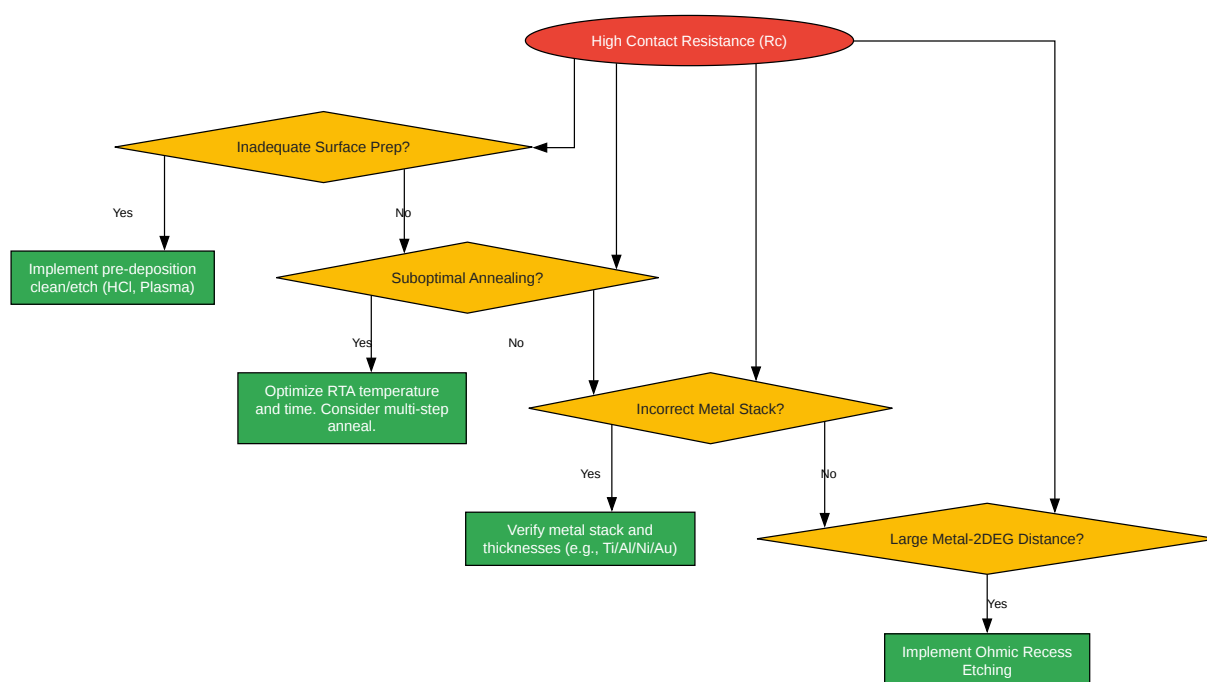 High Contact Resistance (Rc)
Inadequate Surface Prep?
Yes
No
Implement pre-deposition
clean/etch (HCl, Plasma)
Suboptimal Annealing?
Yes
No
Optimize RTA temperature
and time. Consider multi-step
anneal.
Incorrect Metal Stack?
Yes
No
Verify metal stack and
thicknesses (e.g., Ti/Al/Ni/Au)
Large Metal-2DEG Distance?
Yes
Implement Ohmic Recess
Etching